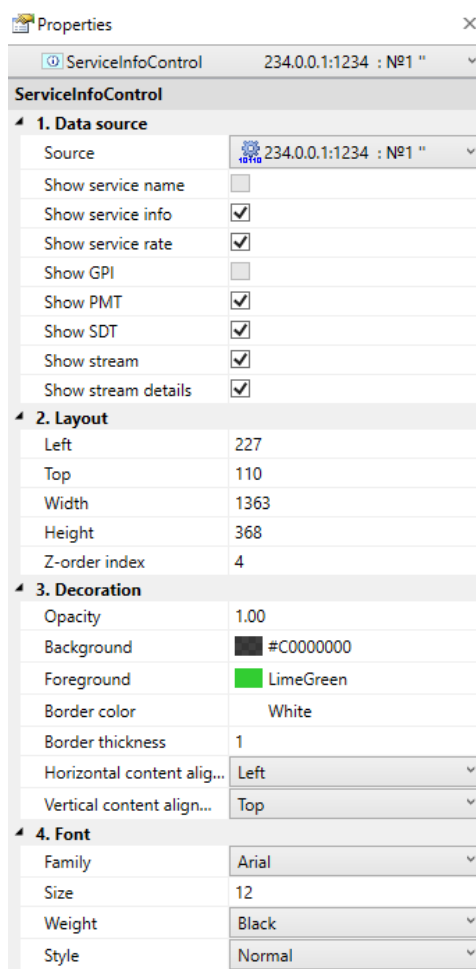 Properties
ServiceInfoControl 234.0.0.1:1234 : №1 "
ServiceInfoControl
1. Data source
Source 234.0.0.1:1234 : №1 "
Show service name
Show service info
Show service rate
Show GPI
Show PMT
Show SDT
Show stream
Show stream details
2. Layout
Left 227
Top 110
Width 1363
Height 368
Z-order index 4
3. Decoration
Opacity 1.00
Background #C0000000
Foreground LimeGreen
Border color White
Border thickness 1
Horizontal content alig... Left
Vertical content align... Top
4. Font
Family Arial
Size 12
Weight Black
Style Normal